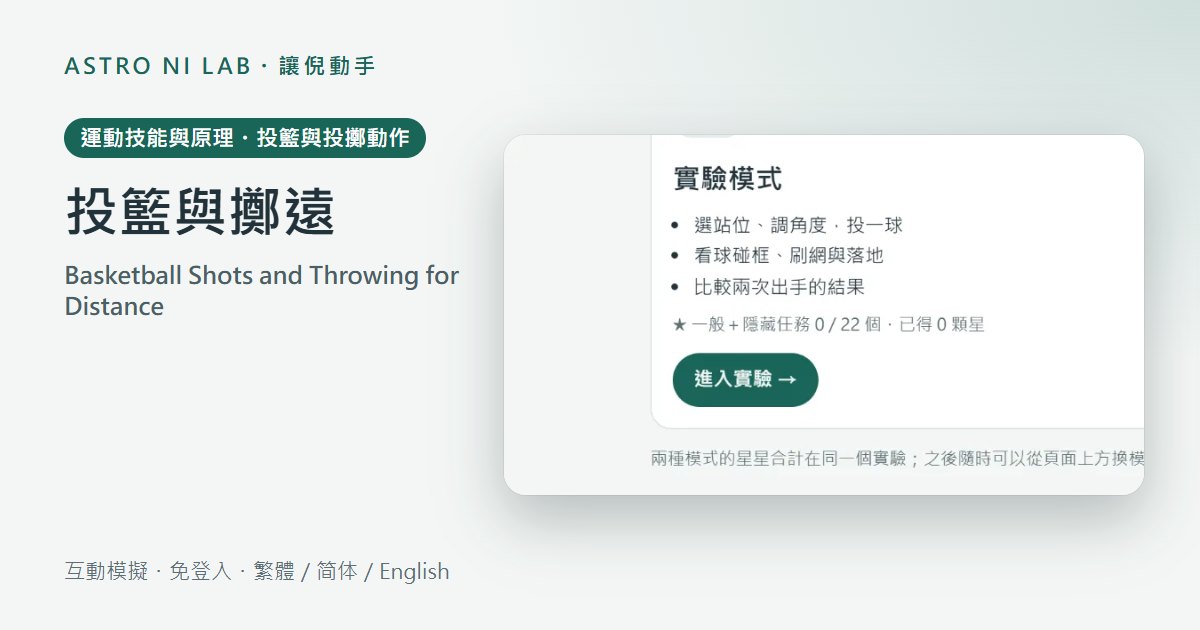 ASTRO NI LAB · 讓倪動手
運動技能與原理 · 投籃與投擲動作
投籃與擲遠
Basketball Shots and Throwing for
Distance
實驗模式
• 選站位、調角度，投一球
• 看球碰框、刷網與落地
• 比較兩次出手的結果
★ 一般 + 隱藏任務 0 / 22 個 · 已得 0 顆星
進入實驗 →
兩種模式的星星合計在同一個實驗；之後隨時可以從頁面上方換模
互動模擬 · 免登入 · 繁體 / 简体 / English